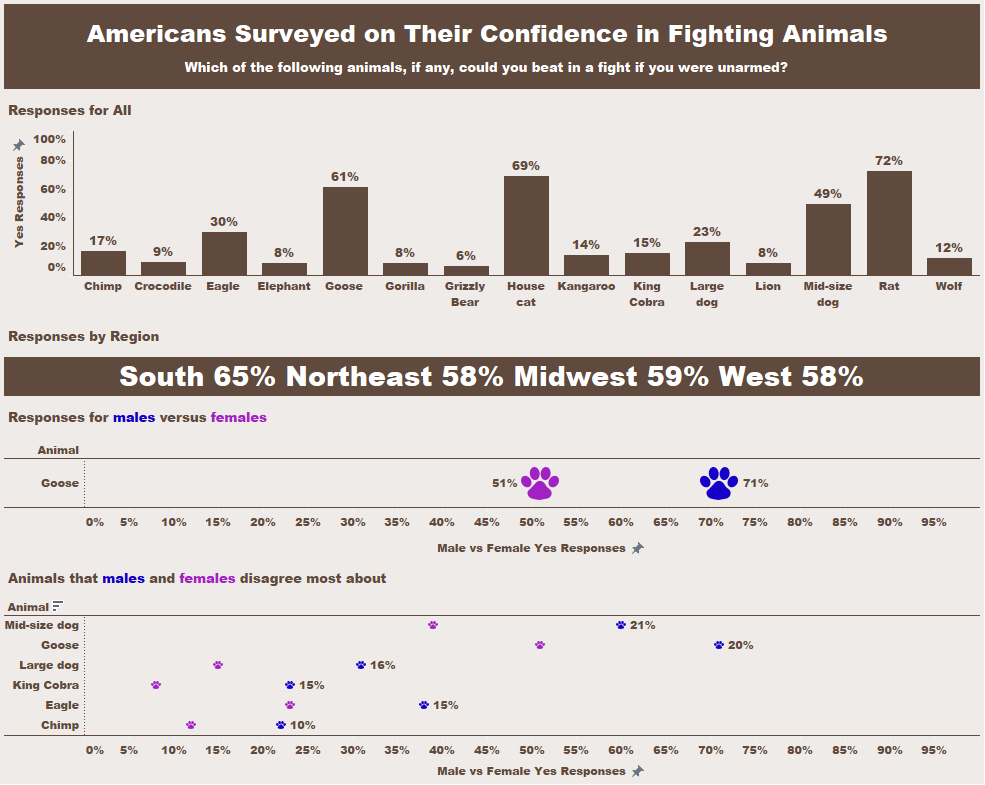 Americans Surveyed on Their Confidence in Fighting Animals
Which of the following animals, if any, could you beat in a fight if you were unarmed?
Responses for All
Yes Responses
100%
80%
60%
40%
20%
0%
17% 9% 30% 8% 61% 8% 6% 69% 14% 15% 23% 8% 49% 72% 12%
Chimp Crocodile Eagle Elephant Goose Gorilla Grizzly House Kangaroo King Large Lion Mid-size Rat Wolf
Bear cat Cobra dog dog
Responses by Region
South 65% Northeast 58% Midwest 59% West 58%
Responses for males versus females
Animal
Goose 51% 71%
0% 5% 10% 15% 20% 25% 30% 35% 40% 45% 50% 55% 60% 65% 70% 75% 80% 85% 90% 95%
Male vs Female Yes Responses
Animals that males and females disagree most about
Animal
Mid-size dog 21%
Goose 20%
Large dog 16%
King Cobra 15%
Eagle 15%
Chimp 10%
0% 5% 10% 15% 20% 25% 30% 35% 40% 45% 50% 55% 60% 65% 70% 75% 80% 85% 90% 95%
Male vs Female Yes Responses